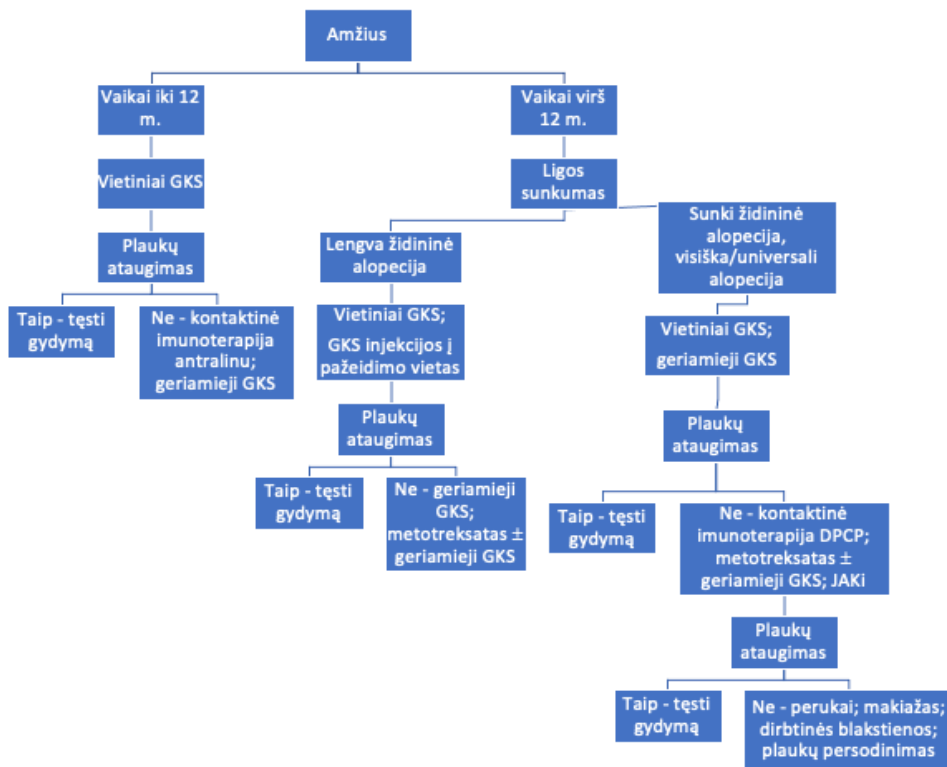 Amžius
Vaikai iki 12
m.
Vaikai virš
12 m.
Vietiniai GKS
Ligos
sunkumas
Plaukų
ataugimas
Lengva židininė
alopecija
Sunki židininė
alopecija,
visiška/universali
alopecija
Taip - tęsti
gydymą
Ne - kontaktinė
imunoterapija
antralinu;
geriamieji GKS
Vietiniai GKS;
GKS injekcijos į
pažeidimo vietas
Vietiniai GKS;
geriamieji GKS
Plaukų
ataugimas
Plaukų
ataugimas
Taip - tęsti
gydymą
Ne - geriamieji
GKS;
metotreksatas ±
geriamieji GKS
Taip - tęsti
gydymą
Ne - kontaktinė
imunoterapija DPCP;
metotreksatas ±
geriamieji GKS; JAKi
Plaukų
ataugimas
Taip - tęsti
gydymą
Ne - perukai; makiažas;
dirbtinės blakstienos;
plaukų persodinimas